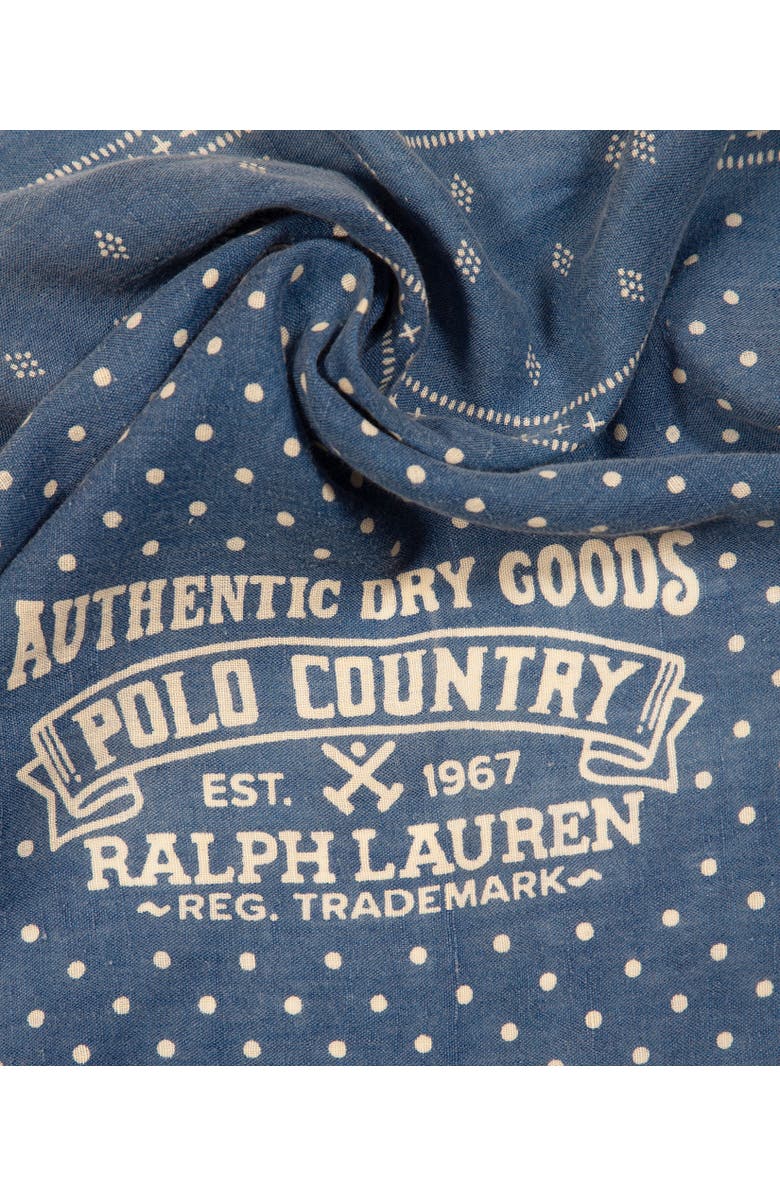 AUTHENTIC DRY GOODS
POLO COUNTRY
EST. 1967
RALPH LAUREN
~REG. TRADEMARK~